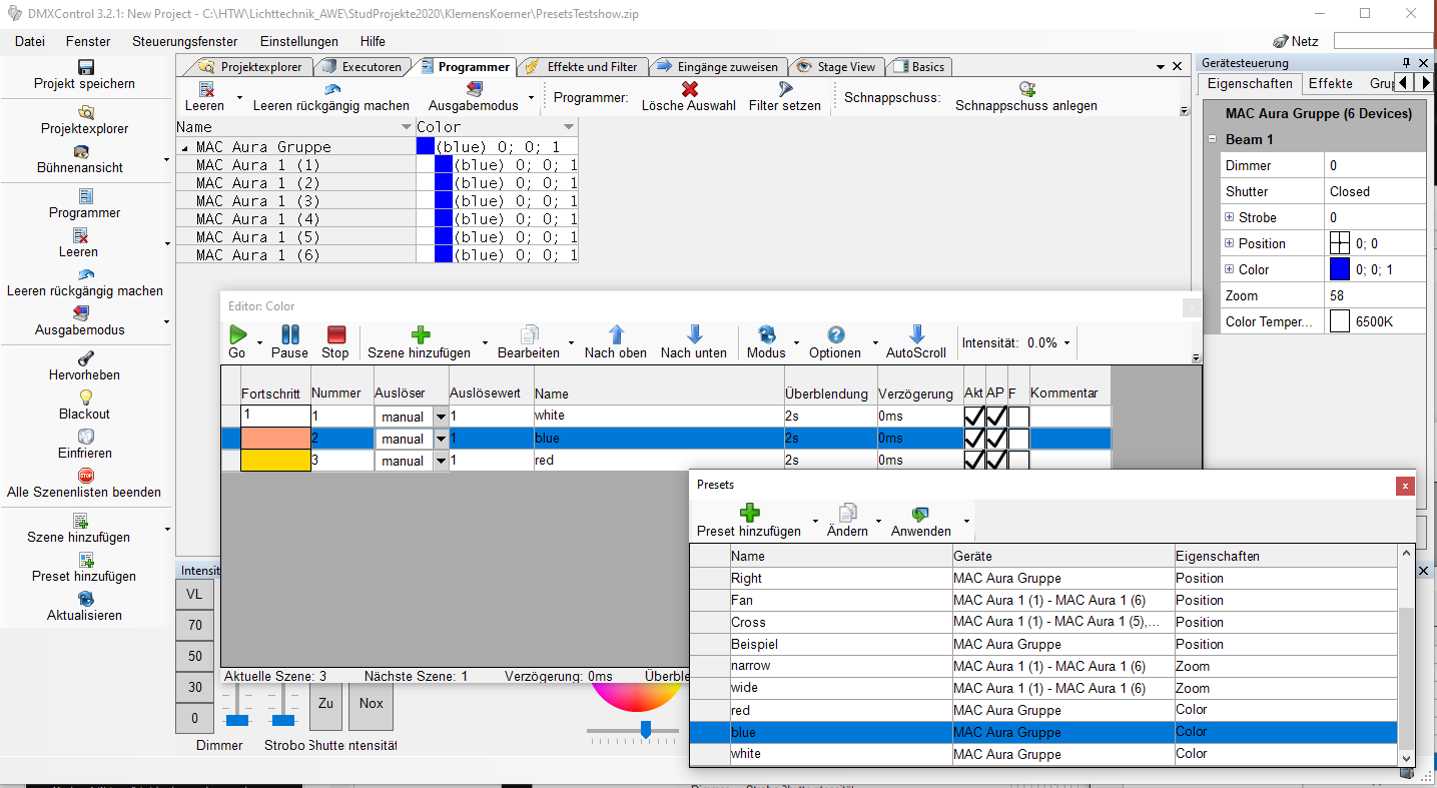 DMXControl 3.2.1: New Project - C:\HTW\Lichttechnik_AWE\StudProjekte2020\KlemensKoerner\PresetsTestshow.zip
Datei Fenster Steuerungsfenster Einstellungen Hilfe Netz
Projekt speichern
Projektexplorer
Bühnenansicht
Programmer
Leeren
Leeren rückgängig machen
Ausgabemodus
Hervorheben
Blackout
Einfrieren
STOP
Alle Szenenlisten beenden
Szene hinzufügen
Preset hinzufügen
Aktualisieren
Projektexplorer Executoren Programmer Effekte und Filter Eingänge zuweisen Stage View Basics
Leeren Leeren rückgängig machen Ausgabemodus Programmer: Lösche Auswahl Filter setzen Schnappschuss: Schnappschuss anlegen
Name Color
MAC Aura Gruppe (blue) 0; 0; 1
MAC Aura 1 (1) (blue) 0; 0; 1
MAC Aura 1 (2) (blue) 0; 0; 1
MAC Aura 1 (3) (blue) 0; 0; 1
MAC Aura 1 (4) (blue) 0; 0; 1
MAC Aura 1 (5) (blue) 0; 0; 1
MAC Aura 1 (6) (blue) 0; 0; 1
Gerätesteuerung
Eigenschaften Effekte Gru
MAC Aura Gruppe (6 Devices)
Beam 1
Dimmer 0
Shutter Closed
Strobe 0
Position 0; 0
Color 0; 0; 1
Zoom 58
Color Temper... 6500K
Editor: Color
Go Pause Stop Szene hinzufügen Bearbeiten Nach oben Nach unten Modus Optionen AutoScroll Intensität: 0.0%
Fortschritt Nummer Auslöser Auslösewert Name Überblendung Verzögerung Akt AP F Kommentar
1 1 manual 1 white 2s 0ms
2 manual 1 blue 2s 0ms
3 manual 1 red 2s 0ms
Aktuelle Szene: 3 Nächste Szene: 1 Verzögerung: 0ms Überble
Presets
Preset hinzufügen Ändern Anwenden
Name Geräte Eigenschaften
Right MAC Aura Gruppe Position
Fan MAC Aura 1 (1) - MAC Aura 1 (6) Position
Cross MAC Aura 1 (1) - MAC Aura 1 (5),... Position
Beispiel MAC Aura Gruppe Position
narrow MAC Aura 1 (1) - MAC Aura 1 (6) Zoom
wide MAC Aura 1 (1) - MAC Aura 1 (6) Zoom
red MAC Aura Gruppe Color
blue MAC Aura Gruppe Color
white MAC Aura Gruppe Color
Intensit
VL
70
50
30
0
Zu Nox
Dimmer Strobo Shutte ntensität